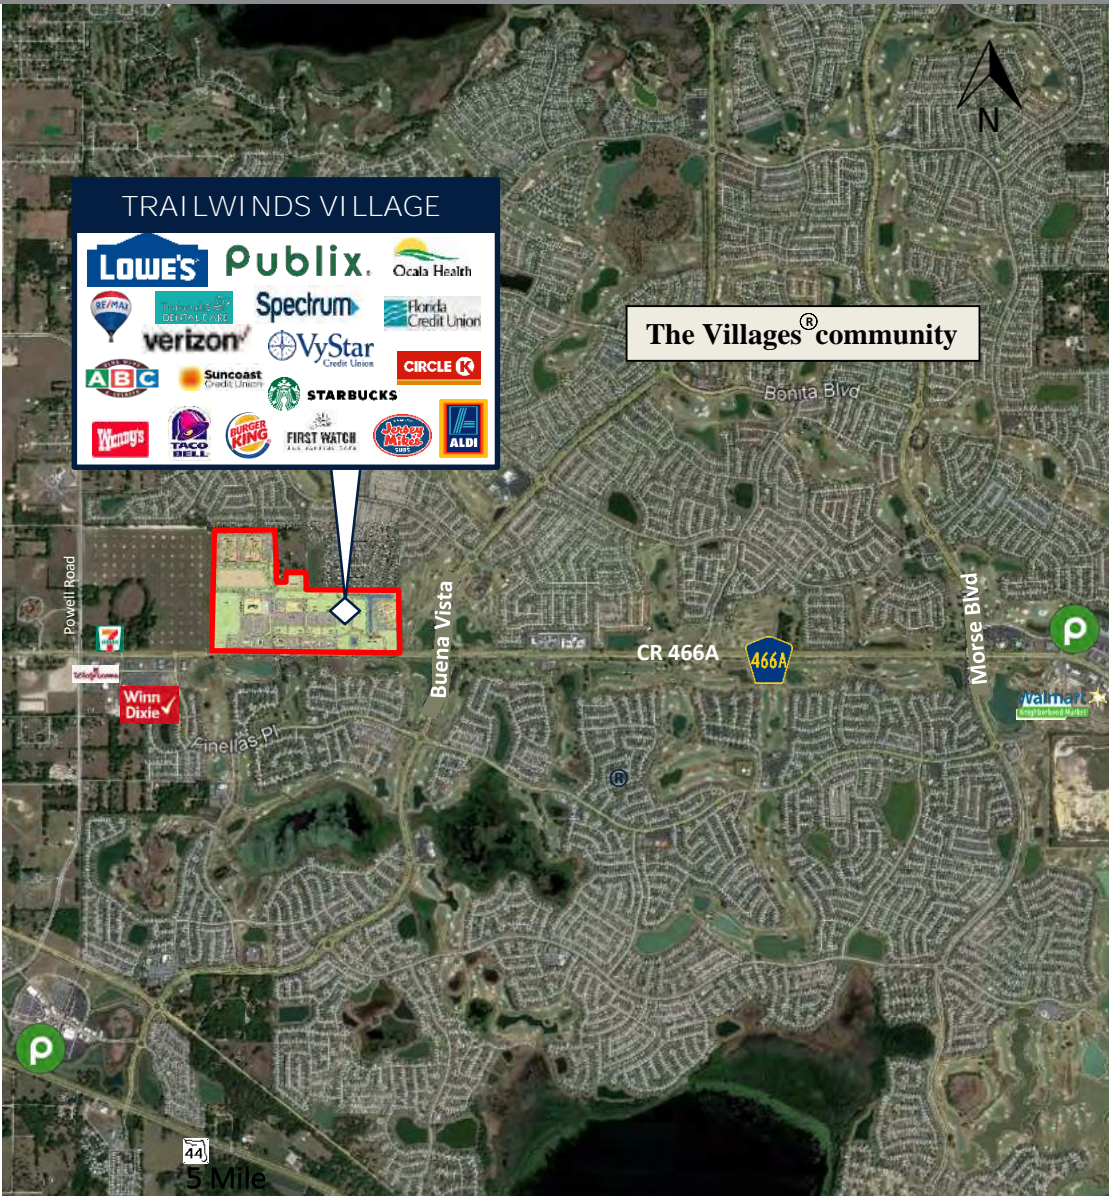 N
TRAILWINDS VILLAGE
LOWE'S
Publix.
Ocala Health
RE/MAX
DENTAL CARE
Spectrum
Florida
Credit Union
verizon
VyStar
Credit Union
CIRCLE K
ABC
Suncoast
Credit Union
STARBUCKS
Wendy's
TACO
BELL
BURGER
KING
FIRST WATCH
Jersey
Mike's
SUBS
ALDI
The Villages® community
Bonita Blvd
Powell Road
Buena Vista
CR 466A
466A
Morse Blvd
P
Walgreens
Winn
Dixie
Walmart
Neighborhood Market
Pinellas Pl
®
P
44
5 Mile